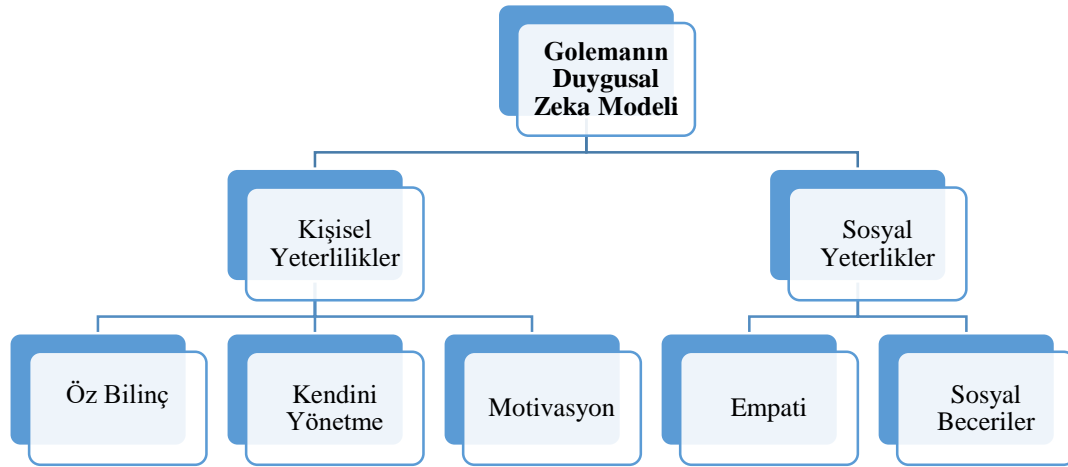 Golemanın
Duygusal
Zeka Modeli
Kişisel
Yeterlilikler
Sosyal
Yeterlikler
Öz Bilinç
Kendini
Yönetme
Motivasyon
Empati
Sosyal
Beceriler